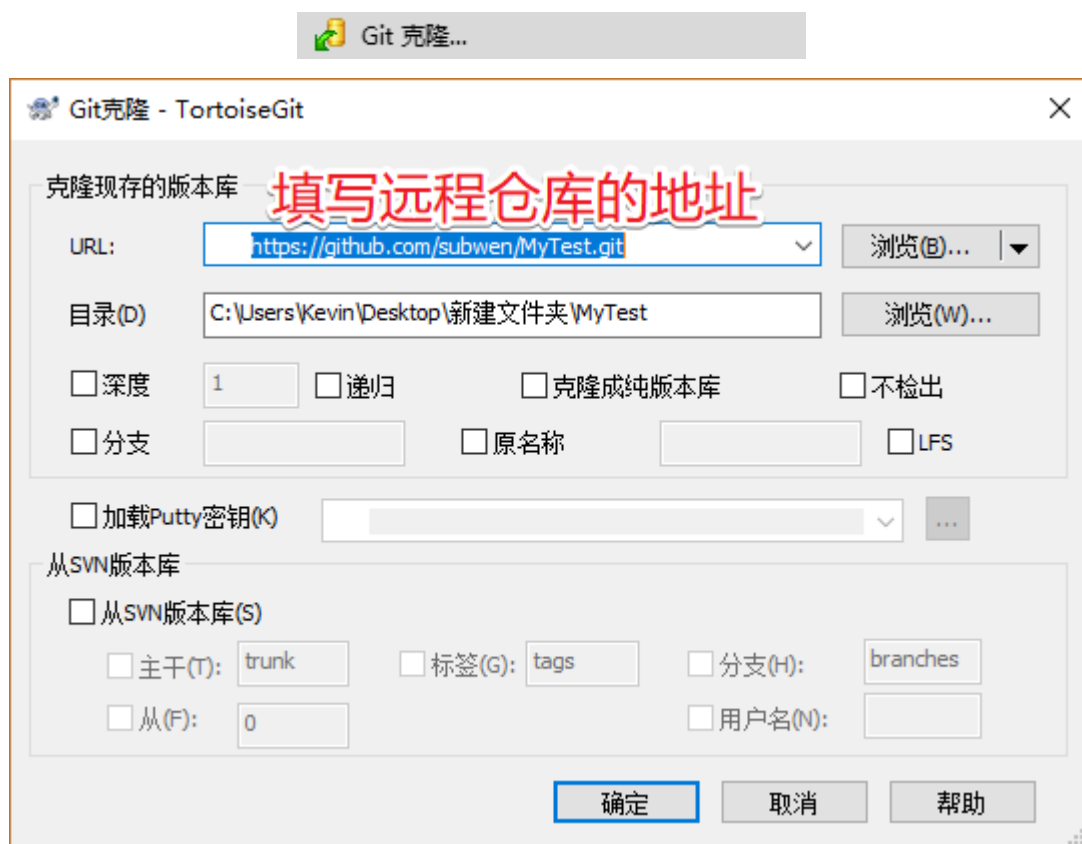 Git 克隆...
Git克隆 - TortoiseGit
克隆现存的版本库
填写远程仓库的地址
URL: https://github.com/subwen/MyTest.git 浏览(B)...
目录(D) C:\Users\Kevin\Desktop\新建文件夹\MyTest 浏览(W)...
深度 1 递归 克隆成纯版本库 不检出
分支 原名称 LFS
加载Putty密钥(K) ...
从SVN版本库
从SVN版本库(S)
主干(T): trunk 标签(G): tags 分支(H): branches
从(F): 0 用户名(N):
确定 取消 帮助